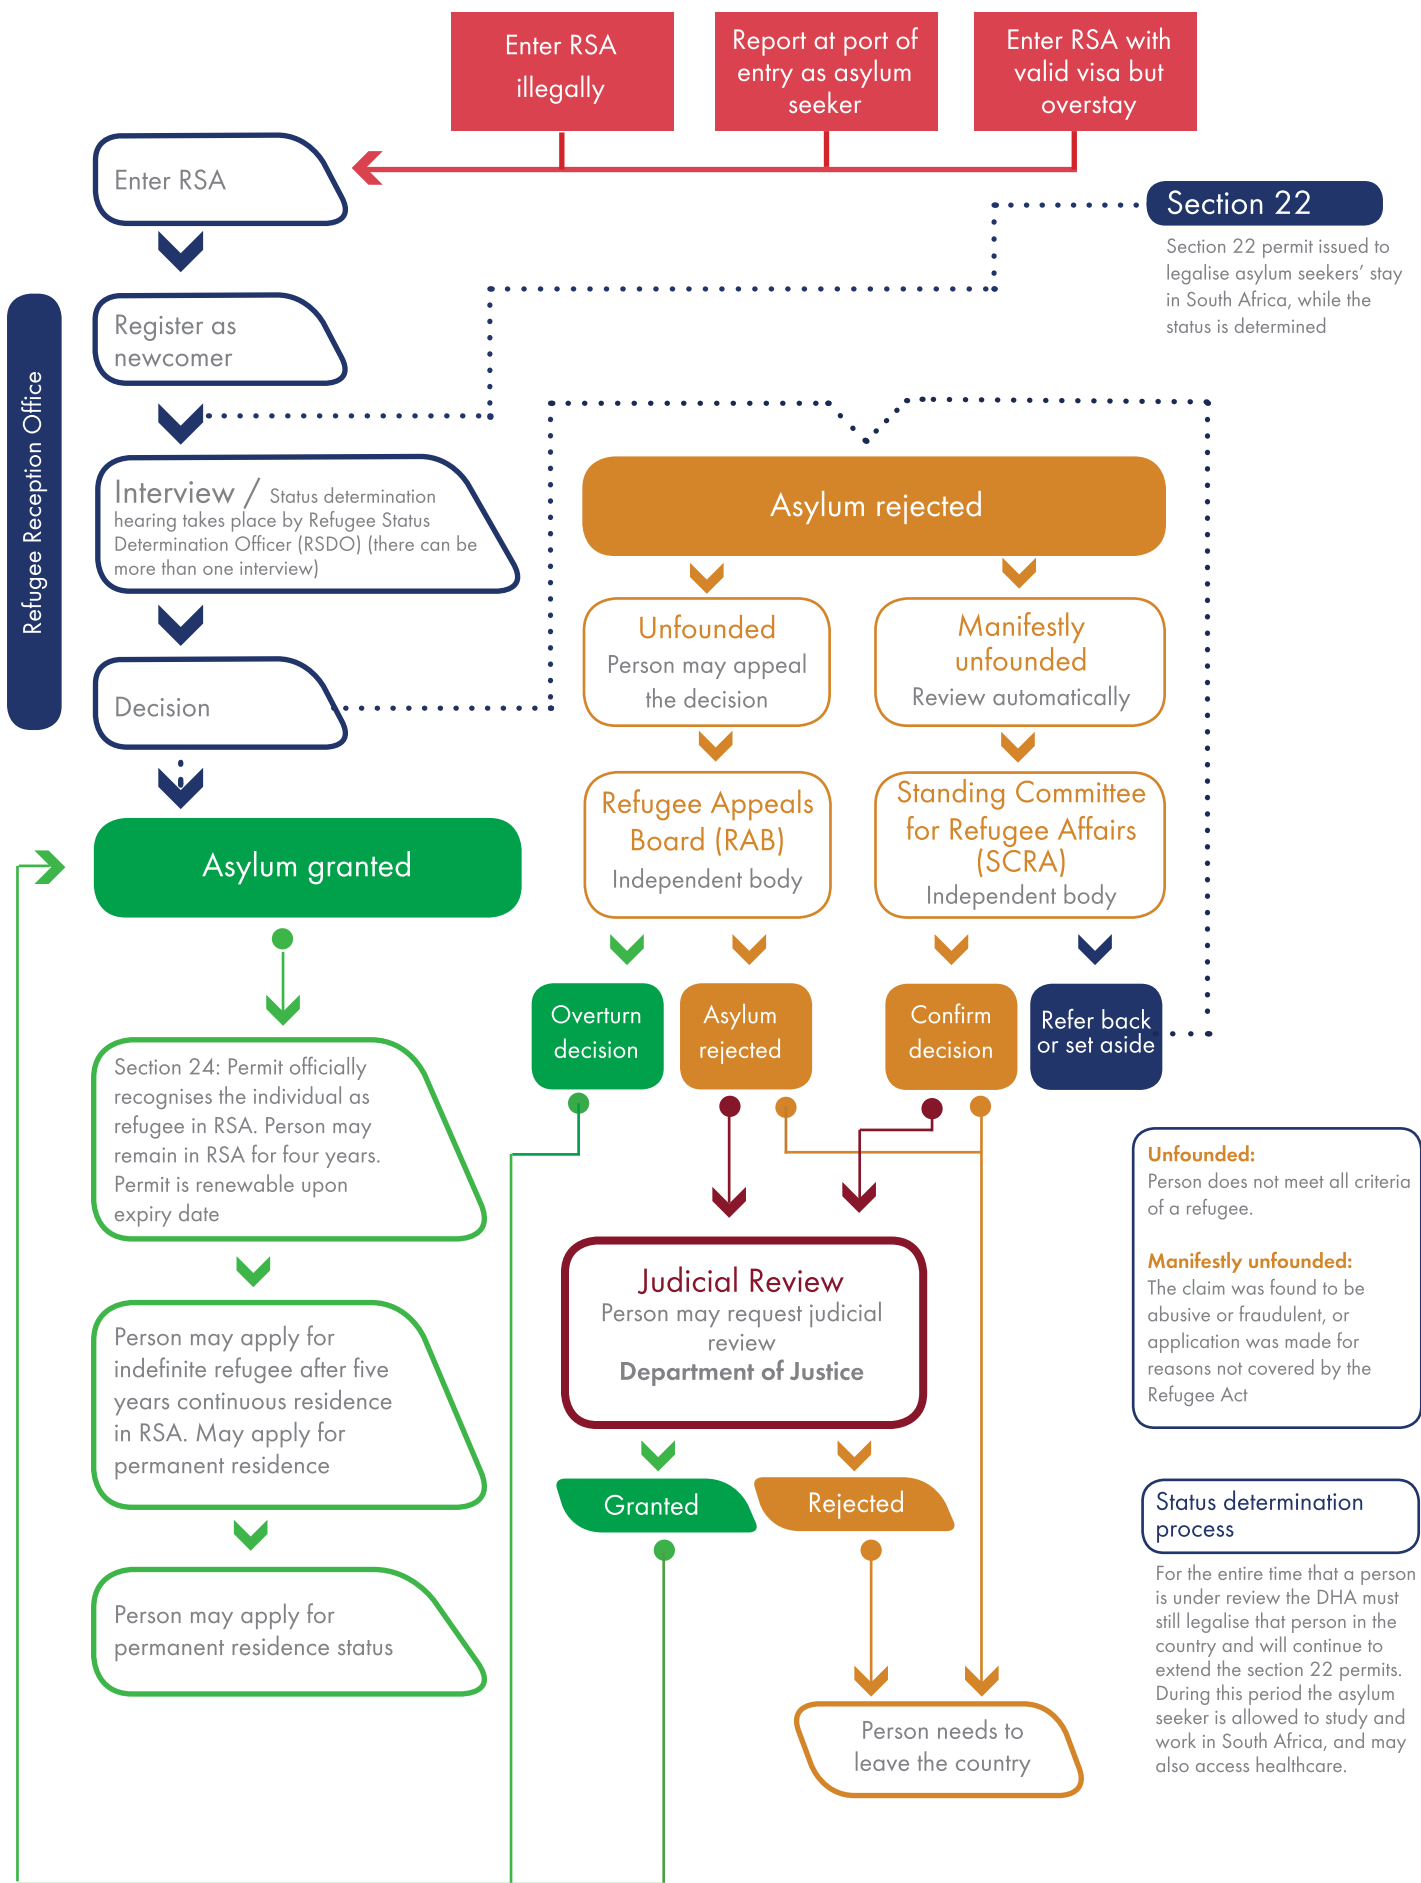 Enter RSA
illegally
Report at port of
entry as asylum
seeker
Enter RSA with
valid visa but
overstay
Enter RSA
Section 22
Section 22 permit issued to
legalise asylum seekers’ stay
in South Africa, while the
status is determined
Refugee Reception Office
Register as
newcomer
Interview / Status determination
hearing takes place by Refugee Status
Determination Officer (RSDO) (there can be
more than one interview)
Decision
Asylum rejected
Unfounded
Person may appeal
the decision
Manifestly
unfounded
Review automatically
Refugee Appeals
Board (RAB)
Independent body
Standing Committee
for Refugee Affairs
(SCRA)
Independent body
Asylum granted
Overturn
decision
Asylum
rejected
Confirm
decision
Refer back
or set aside
Section 24: Permit officially
recognises the individual as
refugee in RSA. Person may
remain in RSA for four years.
Permit is renewable upon
expiry date
Person may apply for
indefinite refugee after five
years continuous residence
in RSA. May apply for
permanent residence
Person may apply for
permanent residence status
Judicial Review
Person may request judicial
review
Department of Justice
Granted
Rejected
Person needs to
leave the country
Unfounded:
Person does not meet all criteria
of a refugee.
Manifestly unfounded:
The claim was found to be
abusive or fraudulent, or
application was made for
reasons not covered by the
Refugee Act
Status determination
process
For the entire time that a person
is under review the DHA must
still legalise that person in the
country and will continue to
extend the section 22 permits.
During this period the asylum
seeker is allowed to study and
work in South Africa, and may
also access healthcare.